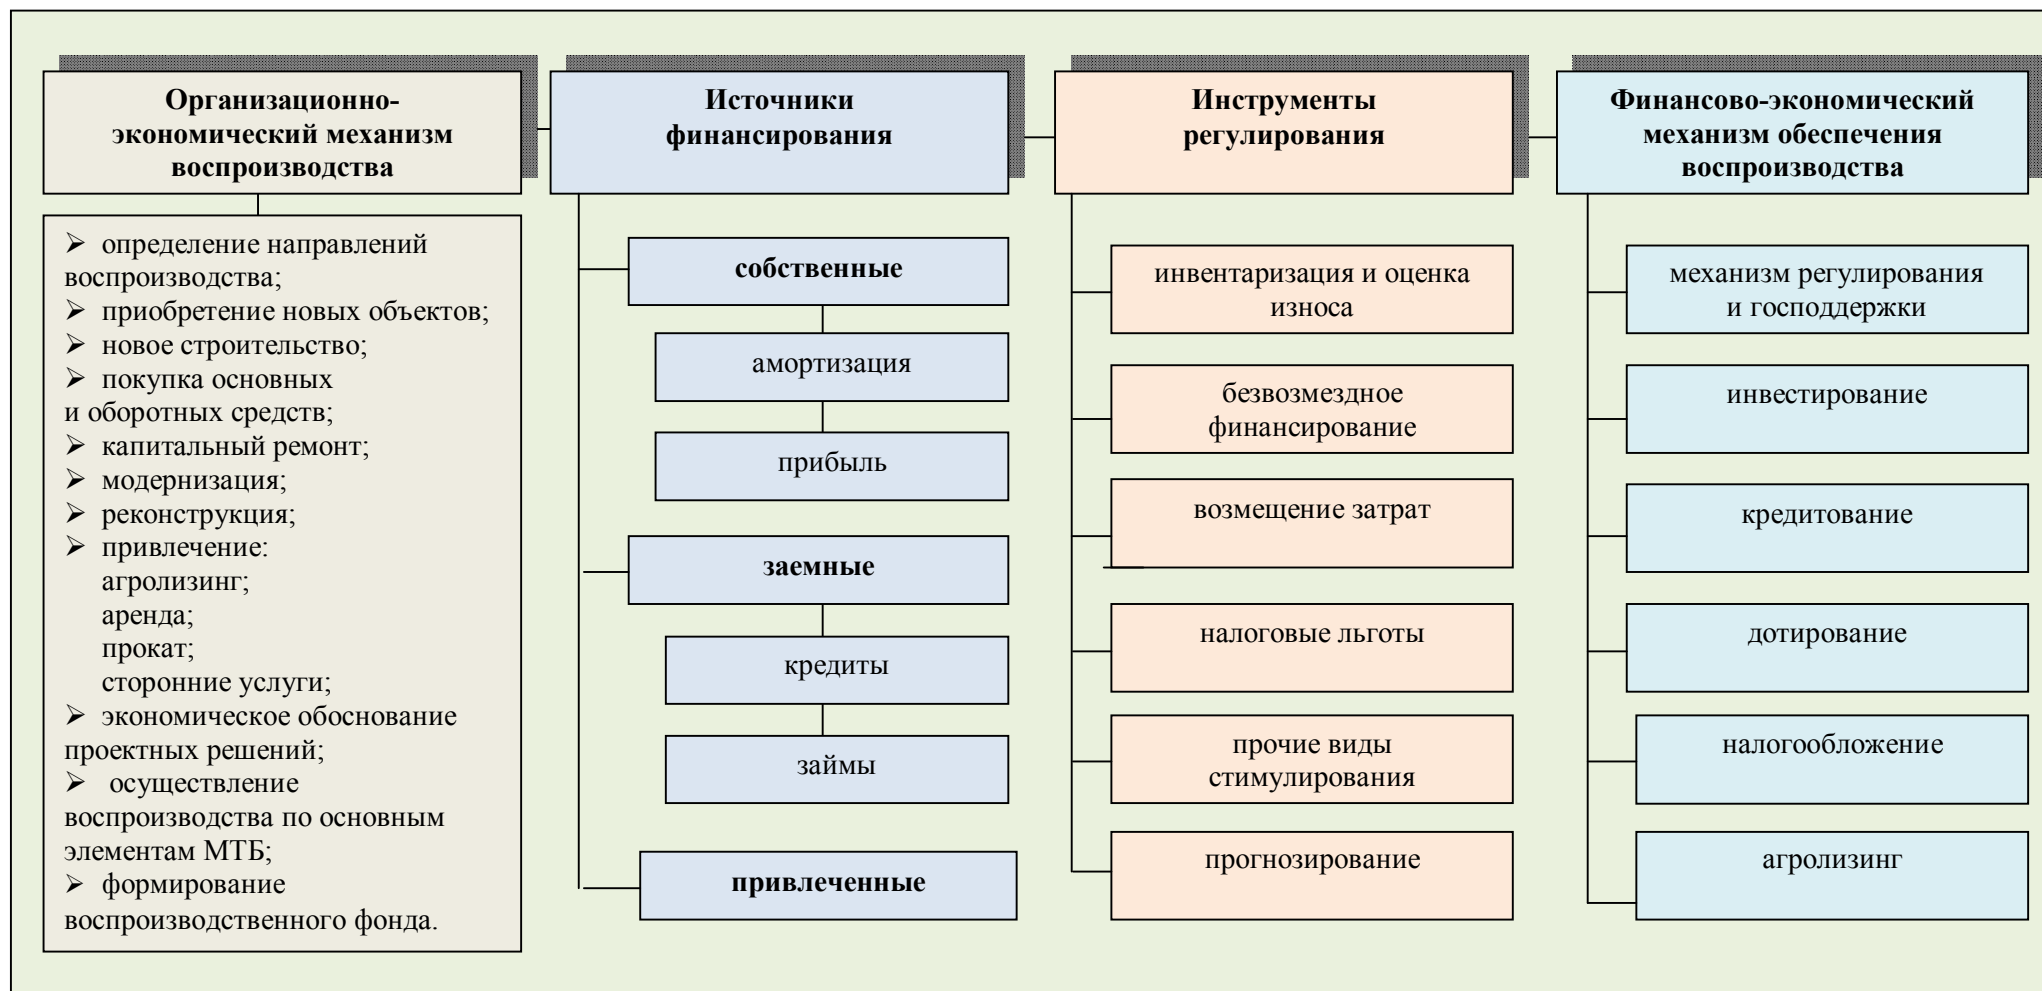 Организационно-
экономический механизм
воспроизводства
➢ определение направлений
воспроизводства;
➢ приобретение новых объектов;
➢ новое строительство;
➢ покупка основных
и оборотных средств;
➢ капитальный ремонт;
➢ модернизация;
➢ реконструкция;
➢ привлечение:
агролизинг;
аренда;
прокат;
сторонние услуги;
➢ экономическое обоснование
проектных решений;
➢ осуществление
воспроизводства по основным
элементам МТБ;
➢ формирование
воспроизводственного фонда.
Источники
финансирования
собственные
амортизация
прибыль
заемные
кредиты
займы
привлеченные
Инструменты
регулирования
инвентаризация и оценка
износа
безвозмездное
финансирование
возмещение затрат
налоговые льготы
прочие виды
стимулирования
прогнозирование
Финансово-экономический
механизм обеспечения
воспроизводства
механизм регулирования
и господдержки
инвестирование
кредитование
дотирование
налогообложение
агролизинг